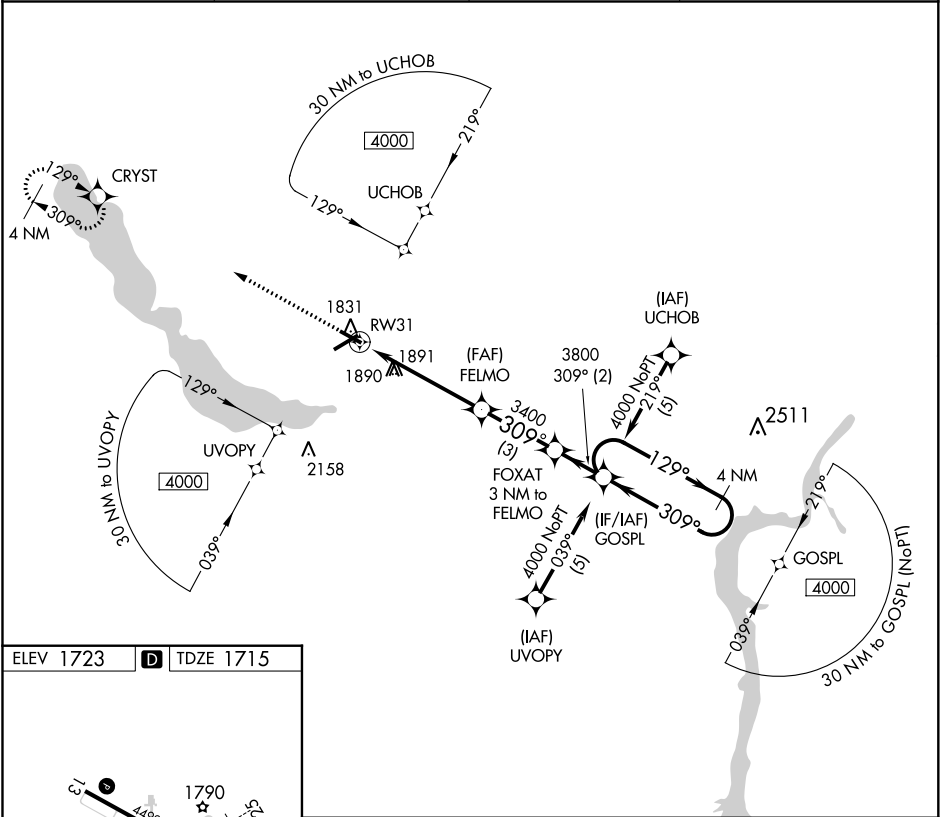 30 NM to UCHOB
4000
219°
UCHOB
129°
129°
CRYST
309°
4 NM
1831
RW31
1891
1890
(FAF)
FELMO
3800
309° (2)
(IAF)
UCHOB
4000 NoPT
219°
(5)
2511
3400
309°
(3)
FOXAT
3 NM to
FELMO
129°
4 NM
309°
(IF/IAF)
GOSPL
4000 NoPT
039°
(5)
(IAF)
UVOPY
129°
UVOPY
2158
4000
30 NM to UVOPY
039°
219°
GOSPL
4000
039°
30 NM to GOSPL (NoPT)
ELEV 1723
D
TDZE 1715
13
P
1790
25